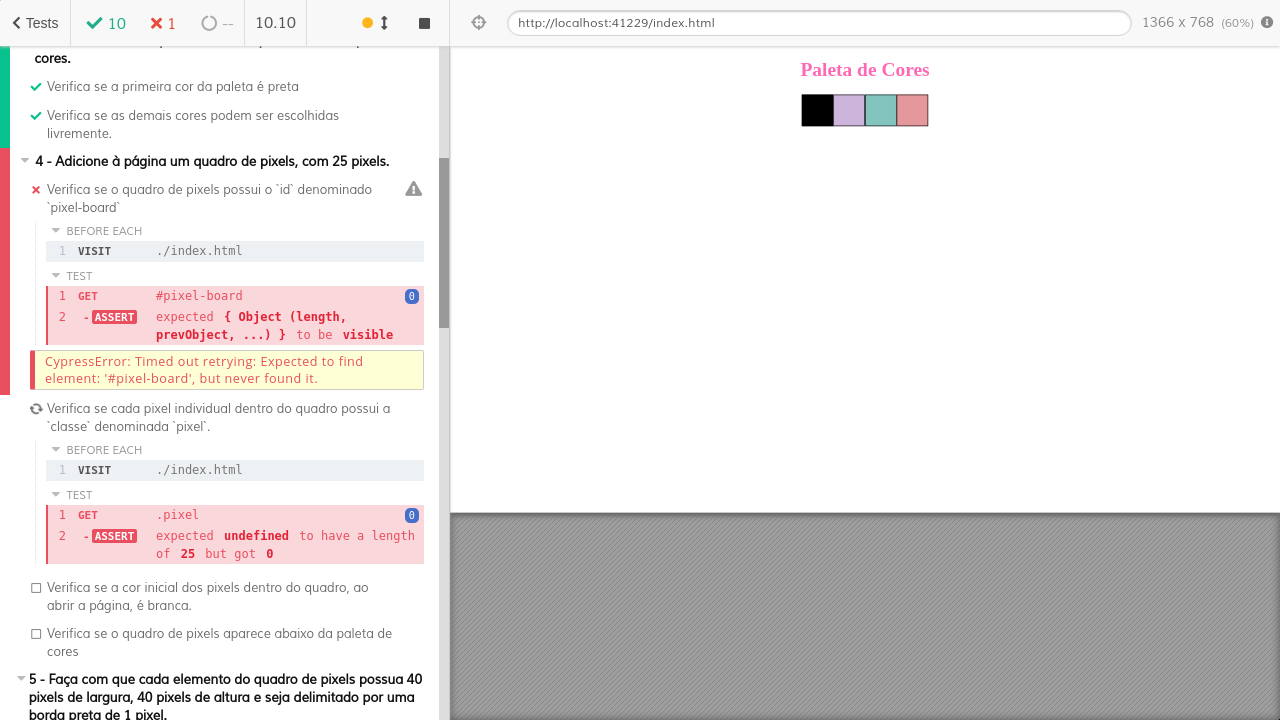 Tests
10
1
--
10.10
http://localhost:41229/index.html
1366 x 768 (60%)
cores.
Verifica se a primeira cor da paleta é preta
Verifica se as demais cores podem ser escolhidas
livremente.
4 - Adicione à página um quadro de pixels, com 25 pixels.
Verifica se o quadro de pixels possui o `id` denominado
`pixel-board`
BEFORE EACH
1 VISIT ./index.html
TEST
1 GET #pixel-board 0
2 -ASSERT expected { Object (length,
prevObject, ...) } to be visible
CypressError: Timed out retrying: Expected to find
element: '#pixel-board', but never found it.
Verifica se cada pixel individual dentro do quadro possui a
`classe` denominada `pixel`.
BEFORE EACH
1 VISIT ./index.html
TEST
1 GET .pixel 0
2 -ASSERT expected undefined to have a length
of 25 but got 0
Verifica se a cor inicial dos pixels dentro do quadro, ao
abrir a página, é branca.
Verifica se o quadro de pixels aparece abaixo da paleta de
cores
5 - Faça com que cada elemento do quadro de pixels possua 40
pixels de largura, 40 pixels de altura e seja delimitado por uma
borda preta de 1 pixel.
Paleta de Cores